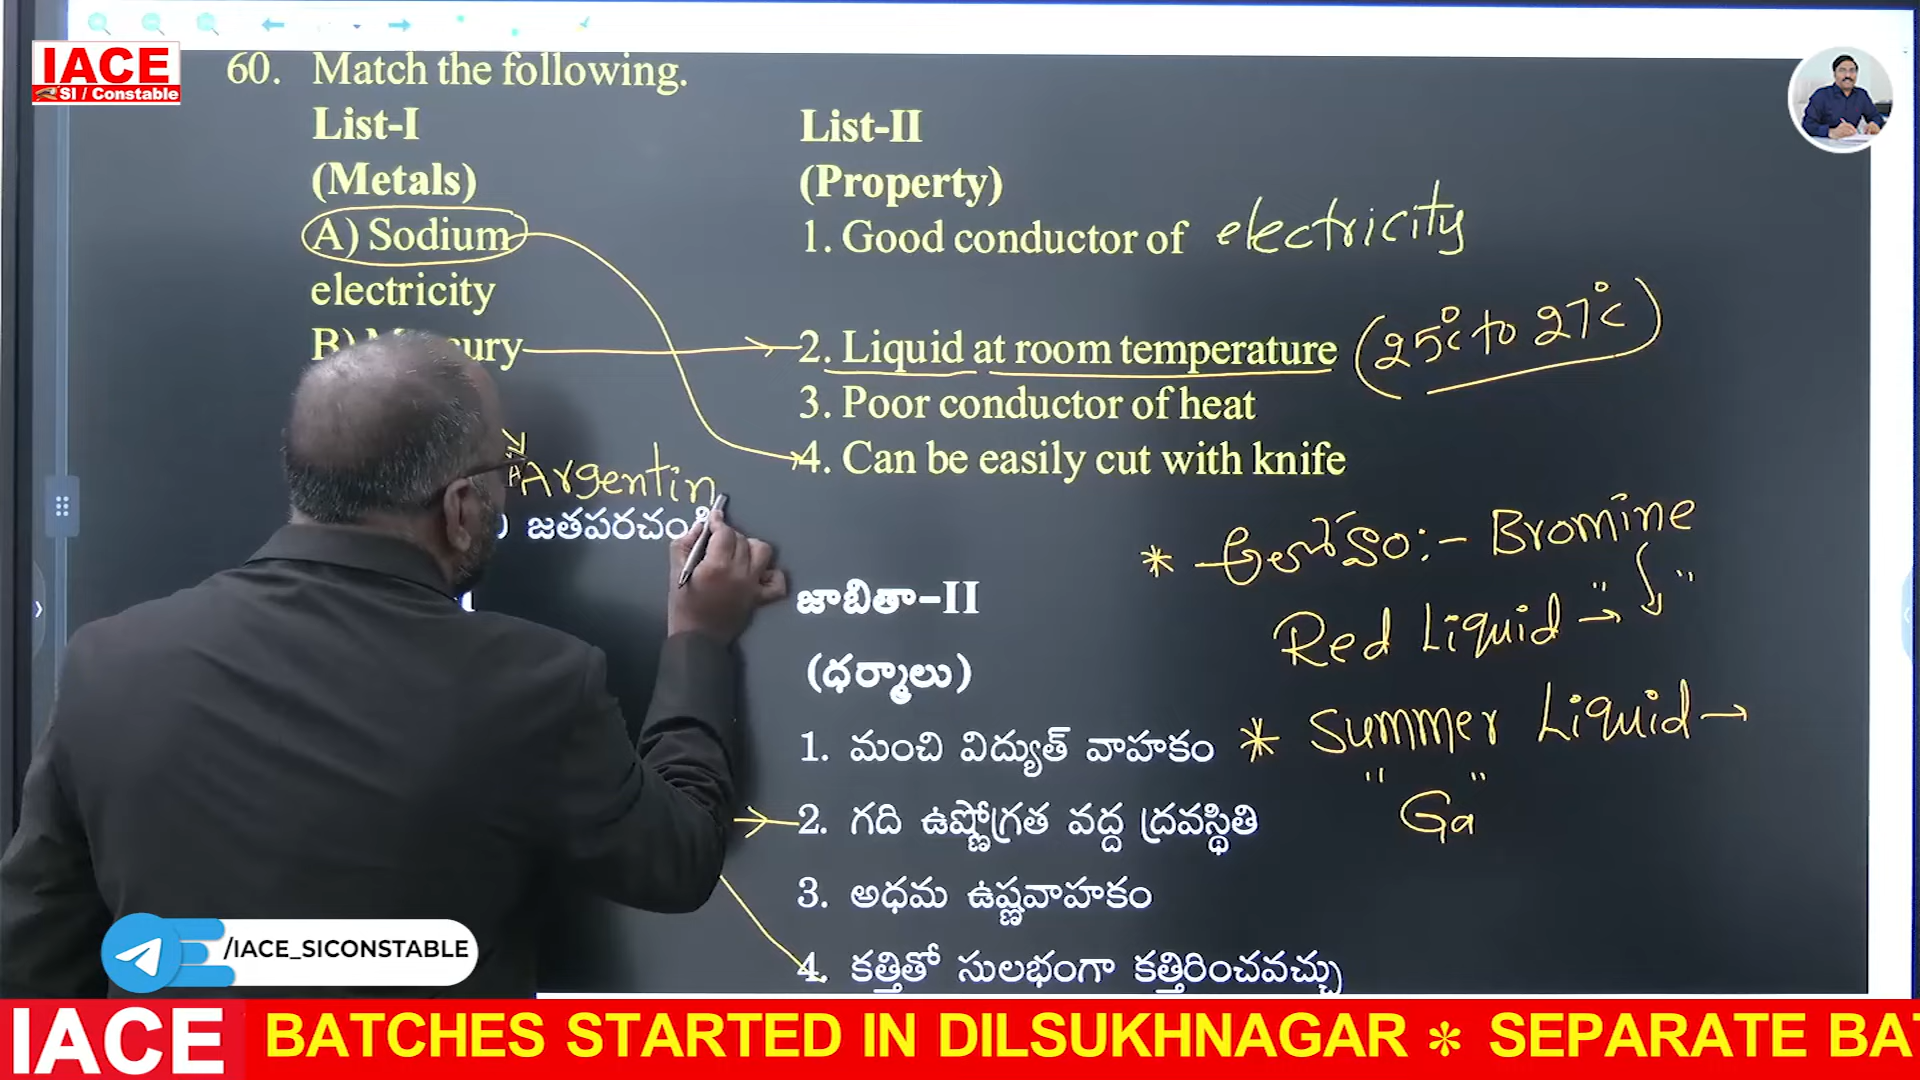 IACE
SI / Constable
60. Match the following.
List-I
List-II
(Metals)
(Property)
A) Sodium
1. Good conductor of electricity
electricity
2. Liquid at room temperature (25°c to 27°c)
3. Poor conductor of heat
4. Can be easily cut with knife
Argentin
జతపరచండి
* అలోహం:- Bromine
Red Liquid → " "
జాబితా-II
(ధర్మాలు)
* Summer Liquid →
" Ga "
1. మంచి విద్యుత్ వాహకం
2. గది ఉష్ణోగ్రత వద్ద ద్రవస్థితి
3. అధమ ఉష్ణవాహకం
4. కత్తితో సులభంగా కత్తిరించవచ్చు
/IACE_SICONSTABLE
IACE BATCHES STARTED IN DILSUKHNAGAR * SEPARATE BA